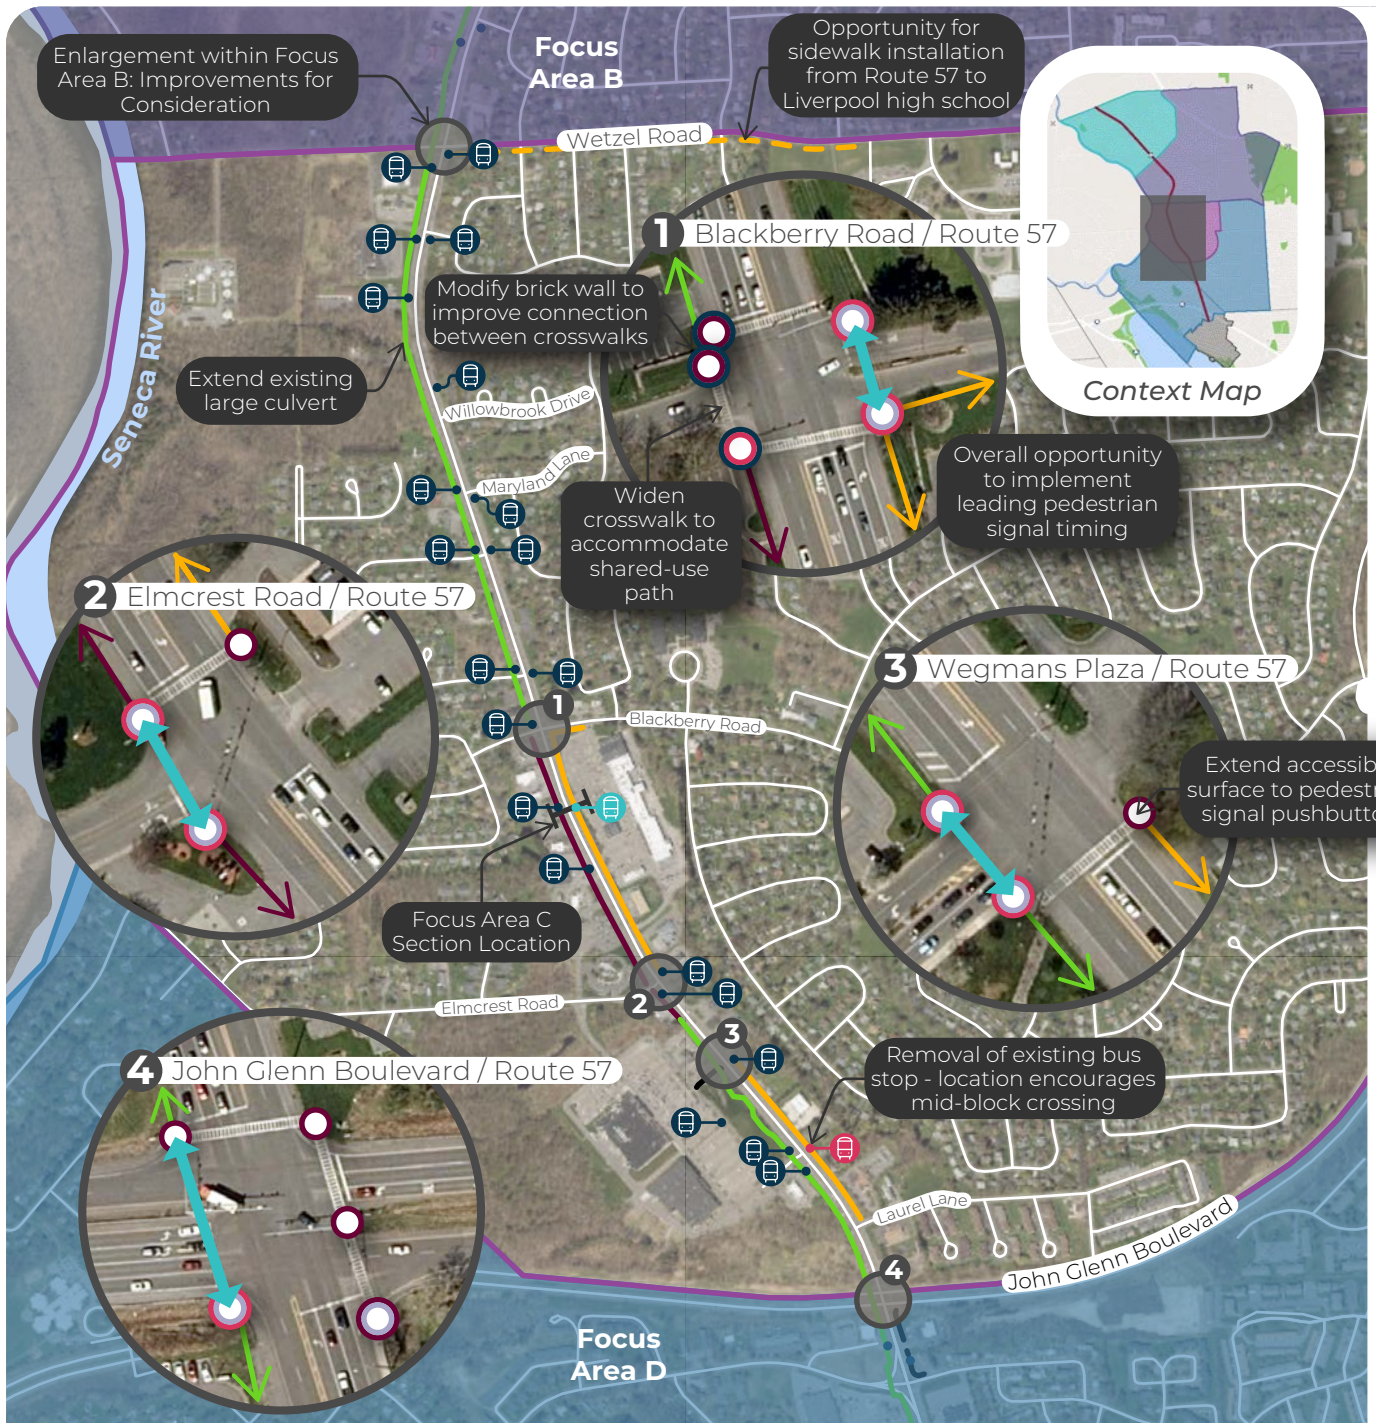 Enlargement within Focus
Area B: Improvements for
Consideration
Focus
Area B
Opportunity for
sidewalk installation
from Route 57 to
Liverpool high school
Wetzel Road
Context Map
1 Blackberry Road / Route 57
Modify brick wall to
improve connection
between crosswalks
Seneca River
Extend existing
large culvert
Willowbrook Drive
Maryland Lane
Widen
crosswalk to
accommodate
shared-use
path
Overall opportunity
to implement
leading pedestrian
signal timing
2 Elmcrest Road / Route 57
3 Wegmans Plaza / Route 57
1
Blackberry Road
Extend accessib
surface to pedestr
signal pushbutto
Focus Area C
Section Location
Elmcrest Road
2
3
Removal of existing bus
stop - location encourages
mid-block crossing
4 John Glenn Boulevard / Route 57
Laurel Lane
John Glenn Boulevard
4
Focus
Area D